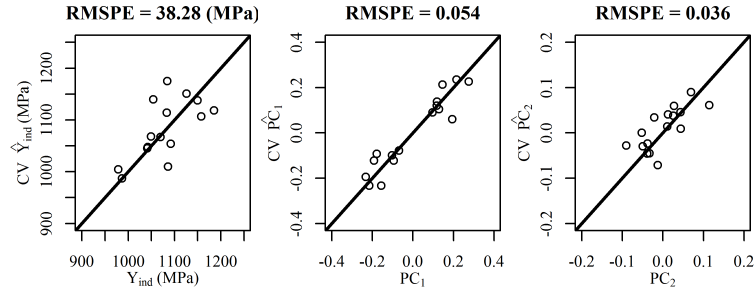 RMSPE = 38.28 (MPa)
CV Ŷind (MPa)
900 1000 1100 1200
900 1000 1100 1200
Yind (MPa)
RMSPE = 0.054
CV P̂C1
-0.4 -0.2 0.0 0.2 0.4
-0.4 -0.2 0.0 0.2 0.4
PC1
RMSPE = 0.036
CV P̂C2
-0.2 -0.1 0.0 0.1 0.2
-0.2 -0.1 0.0 0.1 0.2
PC2